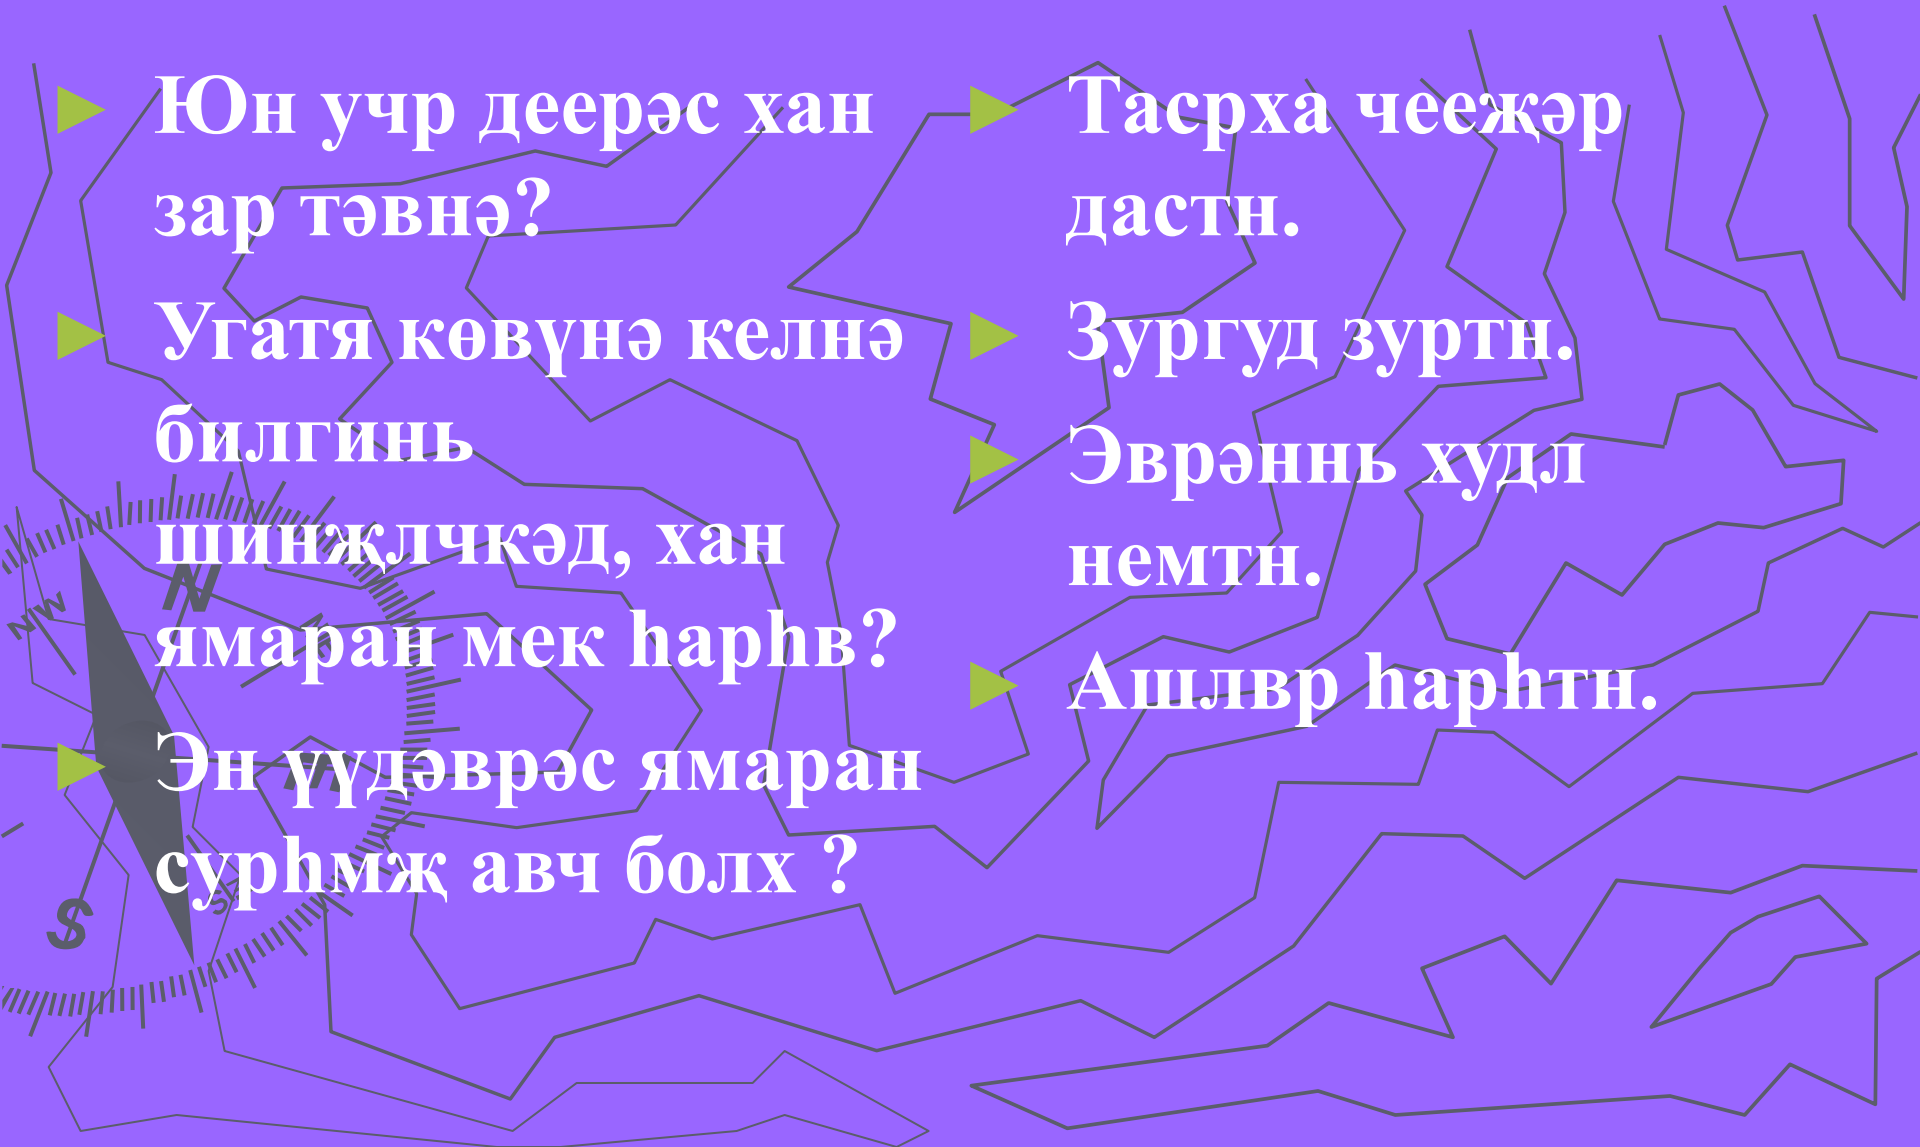 Юн учр деерәс хан
зар тәвнә?
Угатя көвүнә келнә
билгинь
шинҗлчкәд, хан
ямаран мек һарһв?
Эн үүдәврәс ямаран
сурһмҗ авч болх ?
Тасрха чееҗәр
дастн.
Зургуд зуртн.
Эврәннь худл
немтн.
Ашлвр һарһтн.
N
NW
S